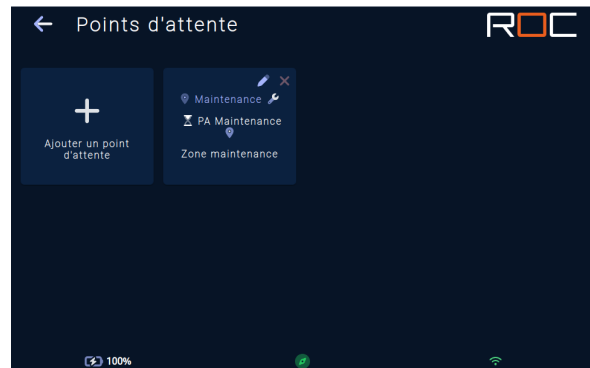 Points d'attente
ROC
Ajouter un point
d'attente
Maintenance
PA Maintenance
Zone maintenance
100%